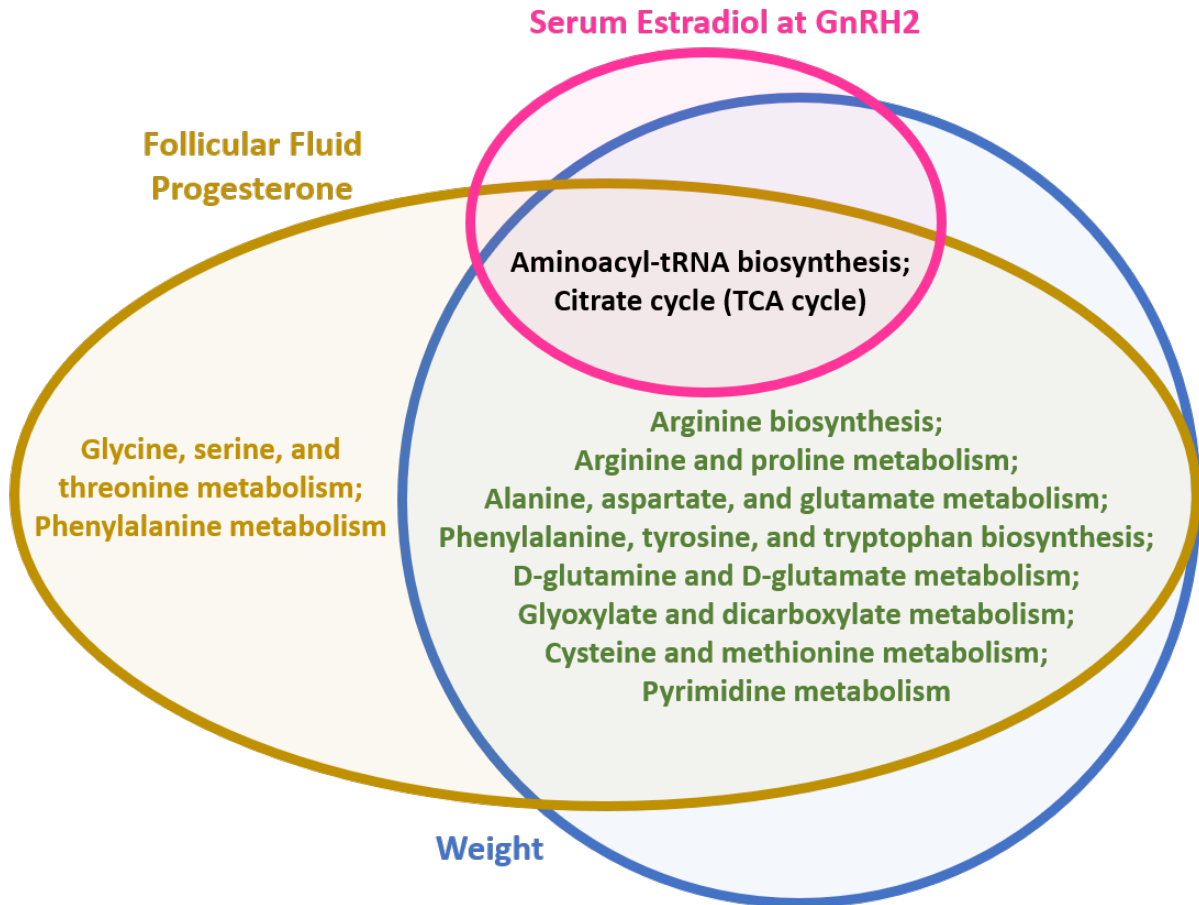 Serum Estradiol at GnRH2
Follicular Fluid
Progesterone
Aminoacyl-tRNA biosynthesis;
Citrate cycle (TCA cycle)
Glycine, serine, and
threonine metabolism;
Phenylalanine metabolism
Arginine biosynthesis;
Arginine and proline metabolism;
Alanine, aspartate, and glutamate metabolism;
Phenylalanine, tyrosine, and tryptophan biosynthesis;
D-glutamine and D-glutamate metabolism;
Glyoxylate and dicarboxylate metabolism;
Cysteine and methionine metabolism;
Pyrimidine metabolism
Weight